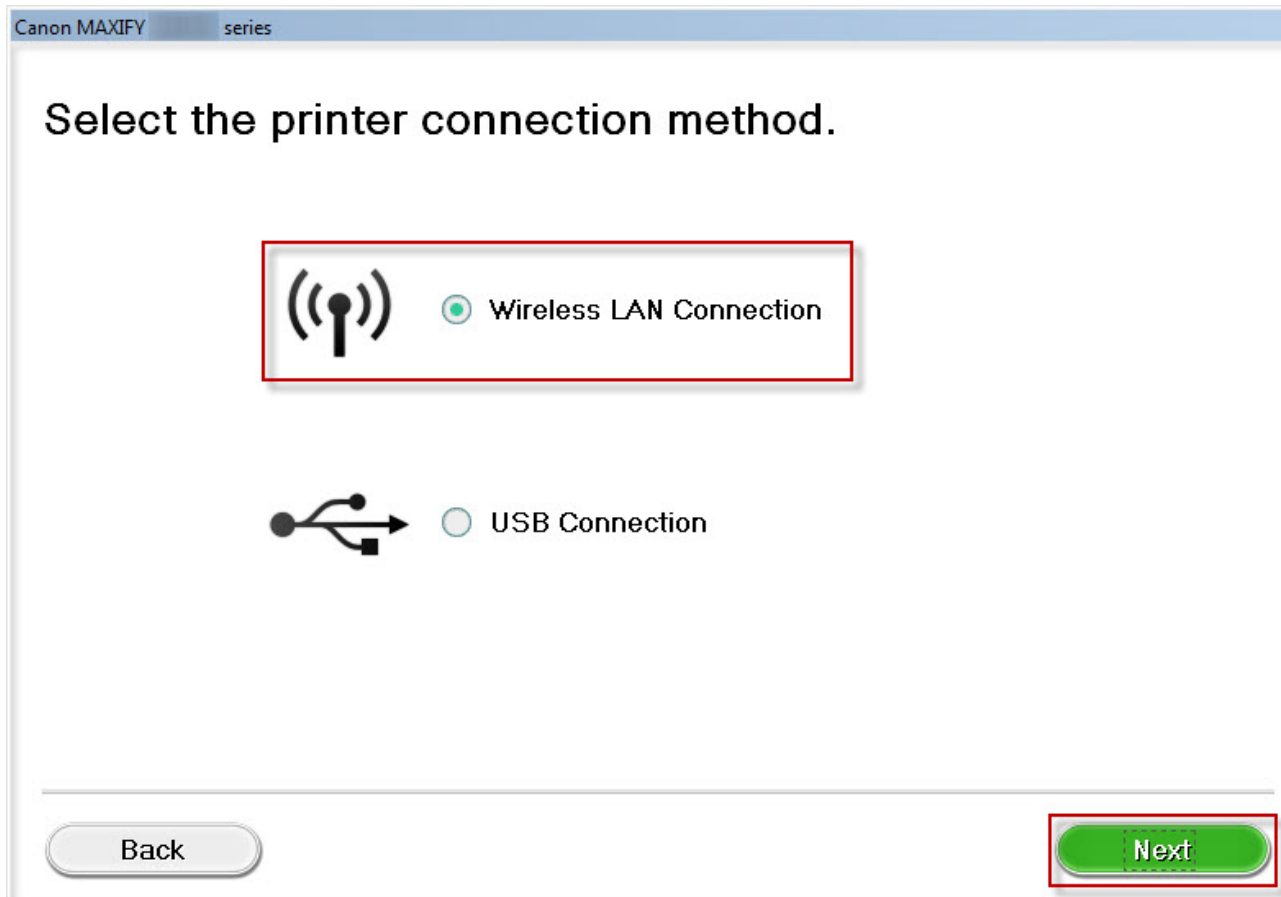 Canon MAXIFY series
Select the printer connection method.
Wireless LAN Connection
USB Connection
Back
Next